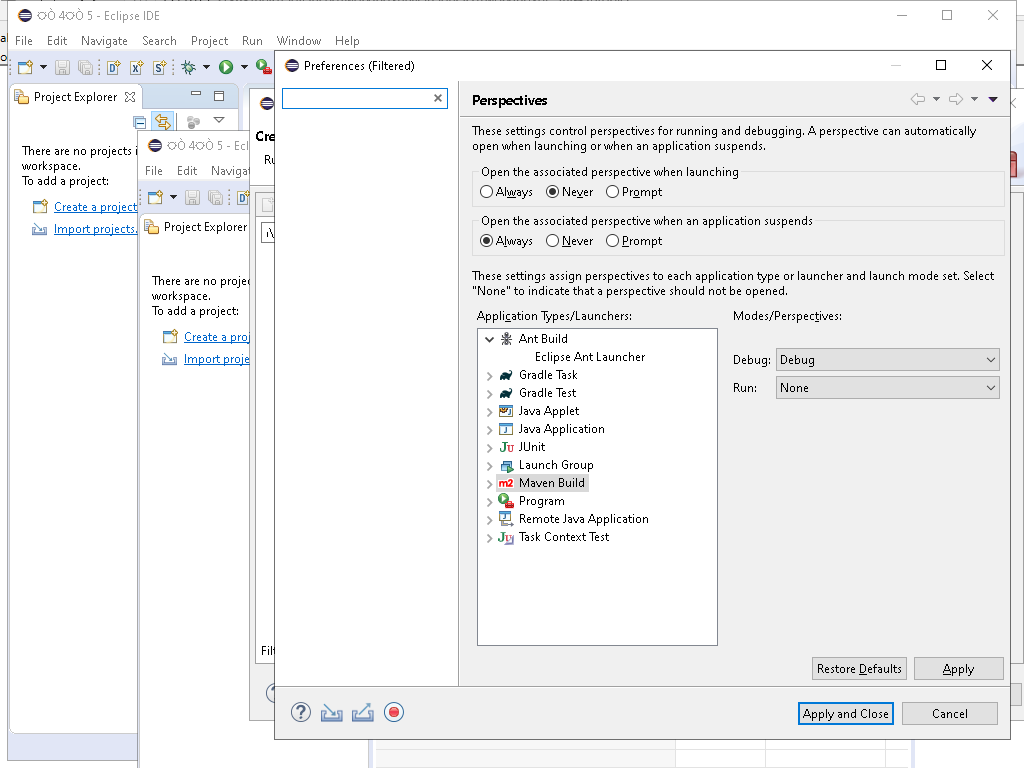 ѺÒ 4ѺÒ 5 - Eclipse IDE
File Edit Navigate Search Project Run Window Help
Project Explorer
There are no projects i
workspace.
To add a project:
Create a project
Import projects.
ѺÒ 4ѺÒ 5 - Ecl
File Edit Naviga
Project Explorer
There are no proje
workspace.
To add a project:
Create a proj
Import proje
Cre
Ru
Filt
Preferences (Filtered)
Perspectives
These settings control perspectives for running and debugging. A perspective can automatically
open when launching or when an application suspends.
Open the associated perspective when launching
Always Never Prompt
Open the associated perspective when an application suspends
Always Never Prompt
These settings assign perspectives to each application type or launcher and launch mode set. Select
"None" to indicate that a perspective should not be opened.
Application Types/Launchers:
Ant Build
Eclipse Ant Launcher
Gradle Task
Gradle Test
Java Applet
Java Application
JUnit
Launch Group
Maven Build
Program
Remote Java Application
Task Context Test
Modes/Perspectives:
Debug: Debug
Run: None
Restore Defaults Apply
Apply and Close Cancel